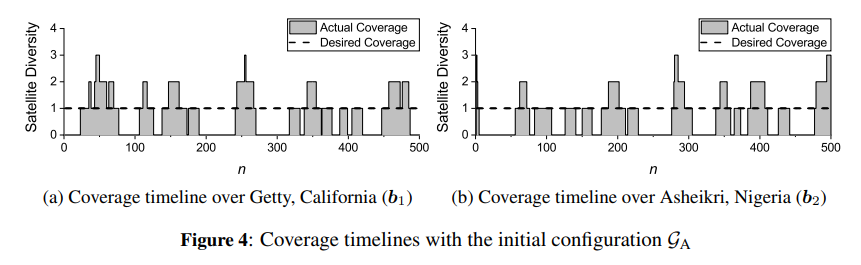 Satellite Diversity
4
3
2
1
0
Actual Coverage
Desired Coverage
0 100 200 300 400 500
n
Satellite Diversity
4
3
2
1
0
Actual Coverage
Desired Coverage
0 100 200 300 400 500
n
(a) Coverage timeline over Getty, California (b₁)
(b) Coverage timeline over Asheikri, Nigeria (b₂)
Figure 4: Coverage timelines with the initial configuration 𝒢A